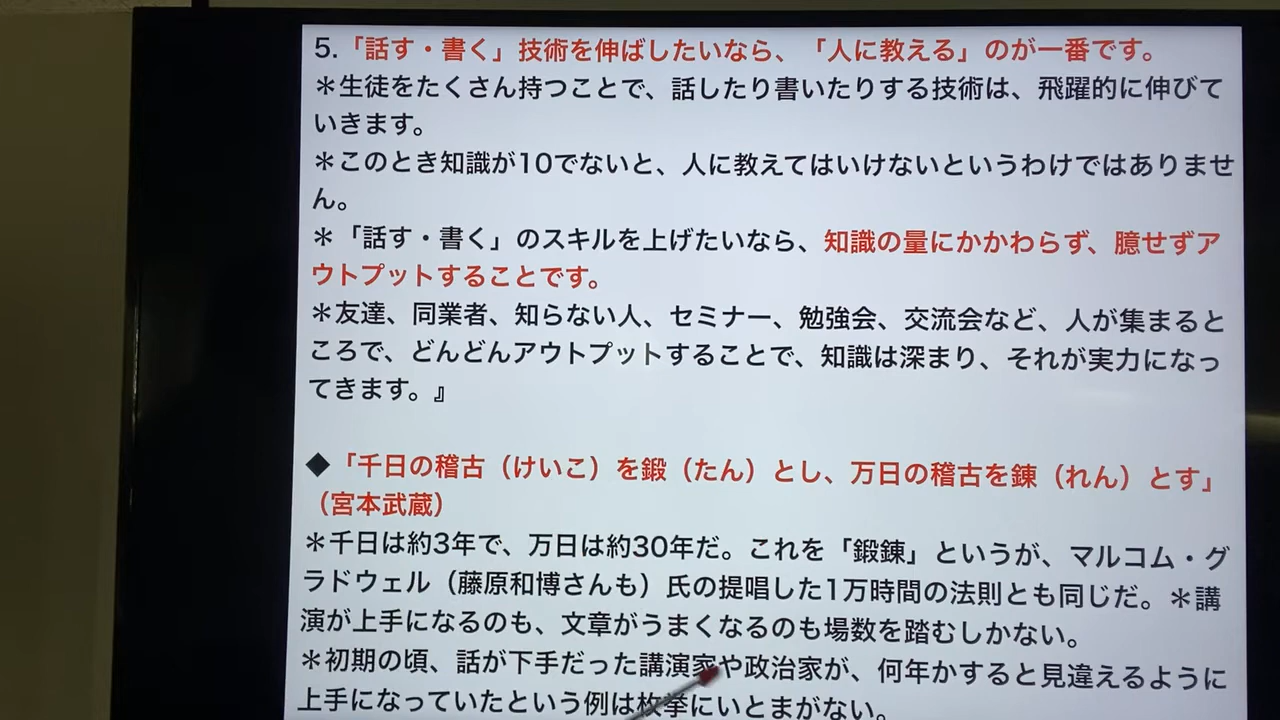 5.「話す・書く」技術を伸ばしたいなら、「人に教える」のが一番です。
＊生徒をたくさん持つことで、話したり書いたりする技術は、飛躍的に伸びて
いきます。
＊このとき知識が10でないと、人に教えてはいけないというわけではありませ
ん。
＊「話す・書く」のスキルを上げたいなら、知識の量にかかわらず、臆せずア
ウトプットすることです。
＊友達、同業者、知らない人、セミナー、勉強会、交流会など、人が集まると
ころで、どんどんアウトプットすることで、知識は深まり、それが実力になっ
てきます。』
◆「千日の稽古（けいこ）を鍛（たん）とし、万日の稽古を錬（れん）とす」
（宮本武蔵）
＊千日は約3年で、万日は約30年だ。これを「鍛錬」というが、マルコム・グ
ラドウェル（藤原和博さんも）氏の提唱した1万時間の法則とも同じだ。＊講
演が上手になるのも、文章がうまくなるのも場数を踏むしかない。
＊初期の頃、話が下手だった講演家や政治家が、何年かすると見違えるように
上手になっていたという例は枚挙にいとまがない。